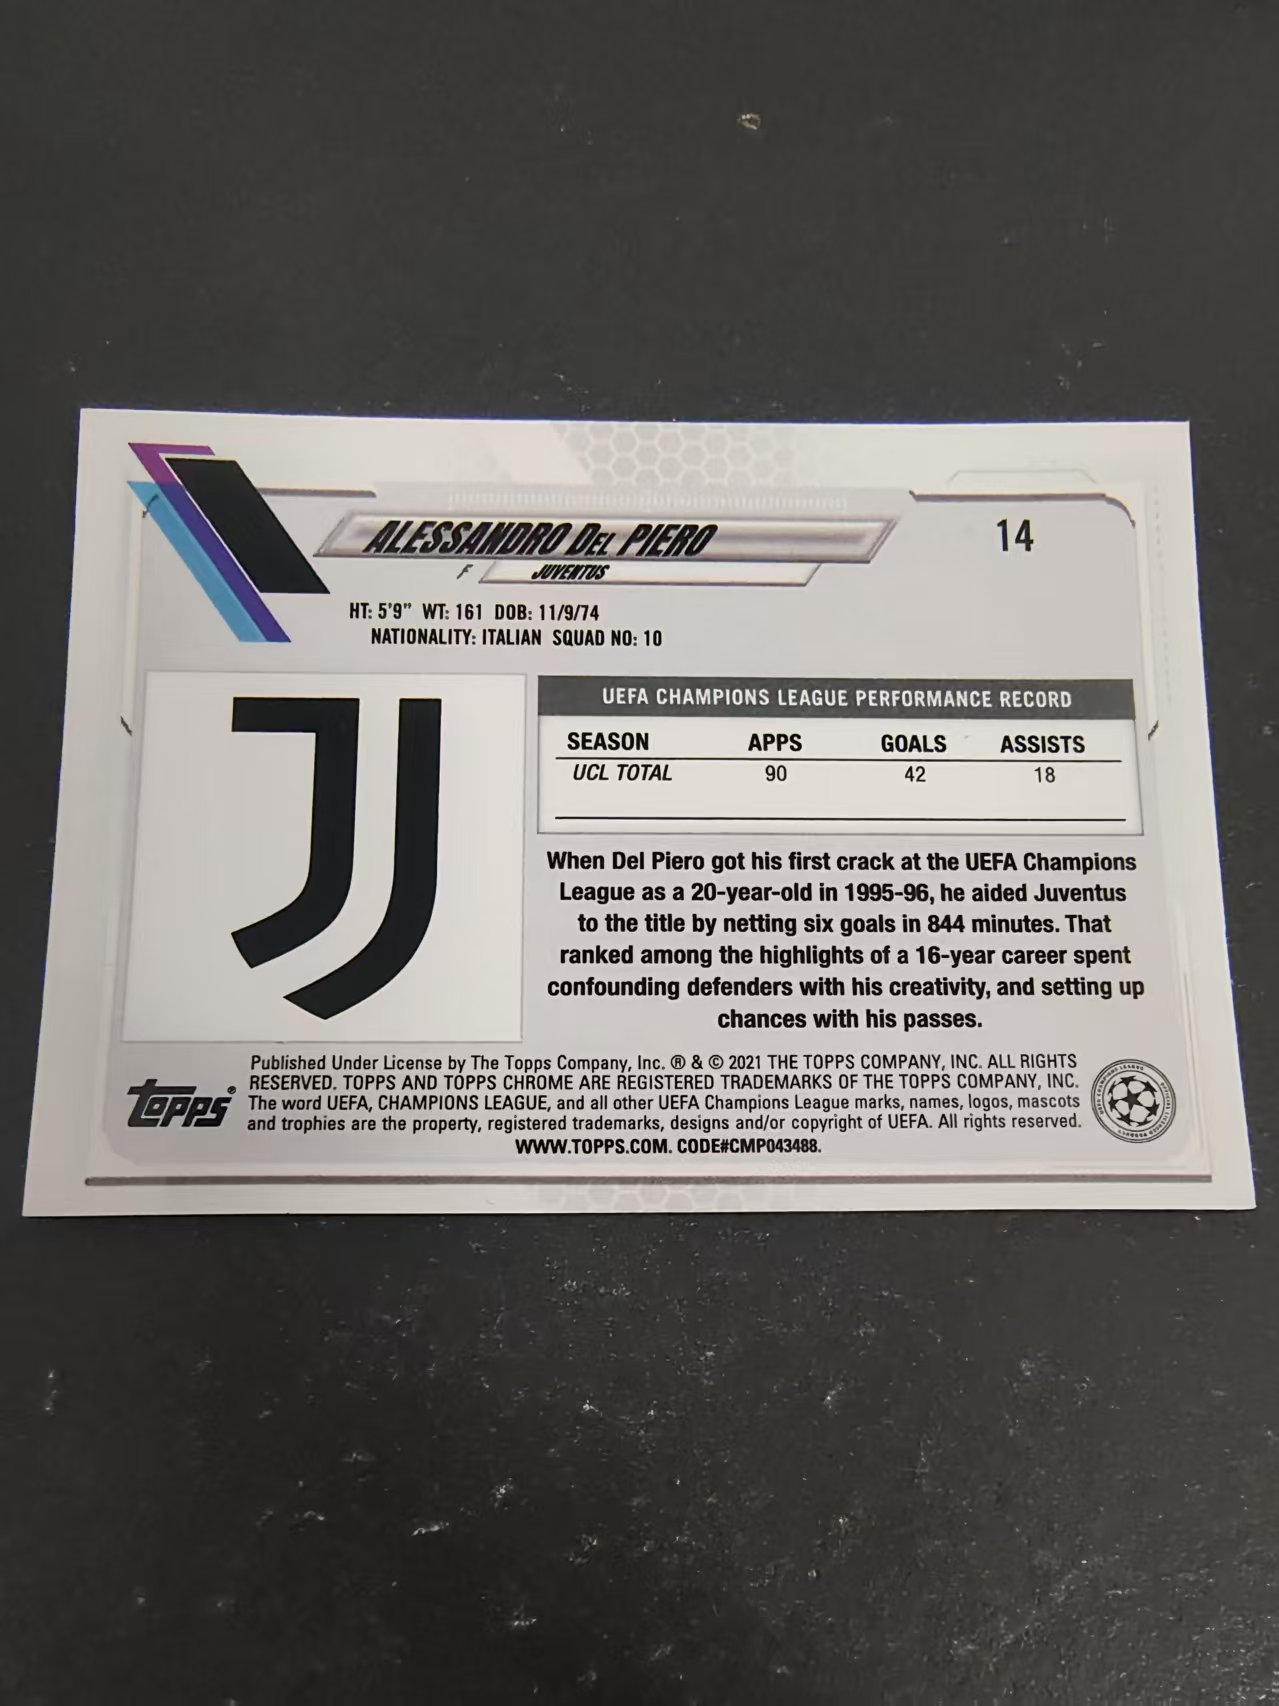 ALESSANDRO DEL PIERO
14
F JUVENTUS
HT: 5'9" WT: 161 DOB: 11/9/74
NATIONALITY: ITALIAN SQUAD NO: 10
UEFA CHAMPIONS LEAGUE PERFORMANCE RECORD
SEASON APPS GOALS ASSISTS
UCL TOTAL 90 42 18
When Del Piero got his first crack at the UEFA Champions
League as a 20-year-old in 1995-96, he aided Juventus
to the title by netting six goals in 844 minutes. That
ranked among the highlights of a 16-year career spent
confounding defenders with his creativity, and setting up
chances with his passes.
topps®
Published Under License by The Topps Company, Inc. ® & © 2021 THE TOPPS COMPANY, INC. ALL RIGHTS
RESERVED. TOPPS AND TOPPS CHROME ARE REGISTERED TRADEMARKS OF THE TOPPS COMPANY, INC.
The word UEFA, CHAMPIONS LEAGUE, and all other UEFA Champions League marks, names, logos, mascots
and trophies are the property, registered trademarks, designs and/or copyright of UEFA. All rights reserved.
WWW.TOPPS.COM. CODE#CMP043488.